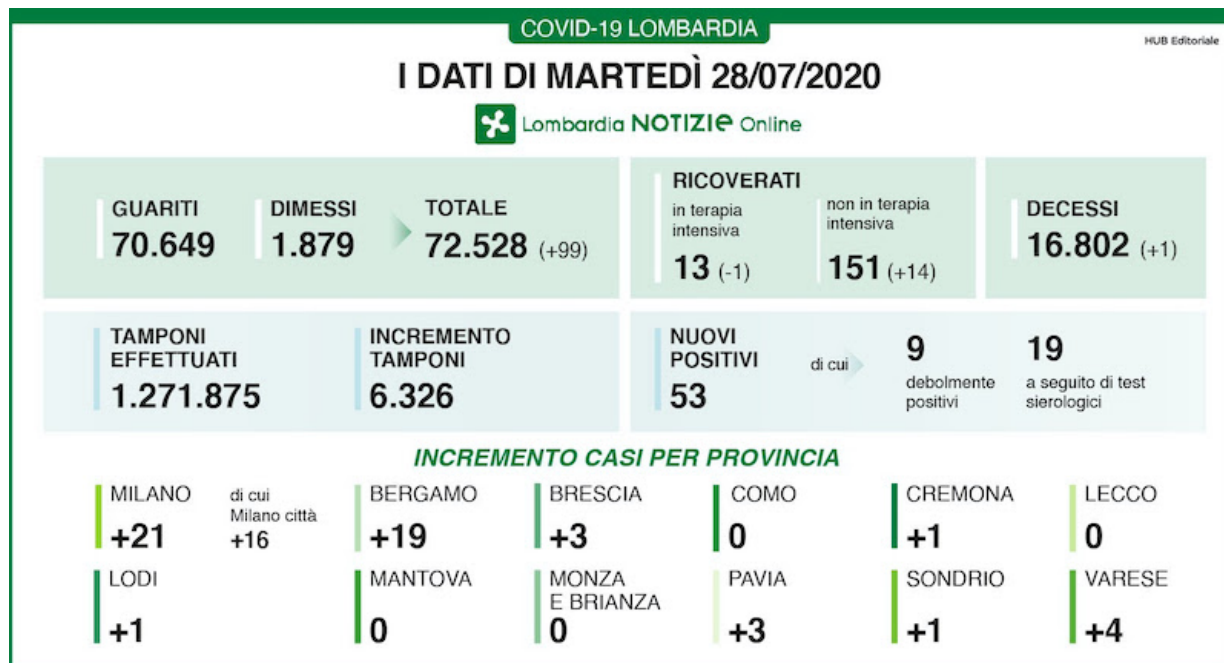 COVID-19 LOMBARDIA
HUB Editoriale
I DATI DI MARTEDÌ 28/07/2020
Lombardia NOTIZIE Online
GUARITI
70.649
DIMESSI
1.879
TOTALE
72.528 (+99)
RICOVERATI
in terapia
intensiva
13 (-1)
non in terapia
intensiva
151 (+14)
DECESSI
16.802 (+1)
TAMPONI
EFFETTUATI
1.271.875
INCREMENTO
TAMPONI
6.326
NUOVI
POSITIVI
53
di cui
9
debolmente
positivi
19
a seguito di test
sierologici
INCREMENTO CASI PER PROVINCIA
MILANO
+21
di cui
Milano città
+16
BERGAMO
+19
BRESCIA
+3
COMO
0
CREMONA
+1
LECCO
0
LODI
+1
MANTOVA
0
MONZA
E BRIANZA
0
PAVIA
+3
SONDRIO
+1
VARESE
+4